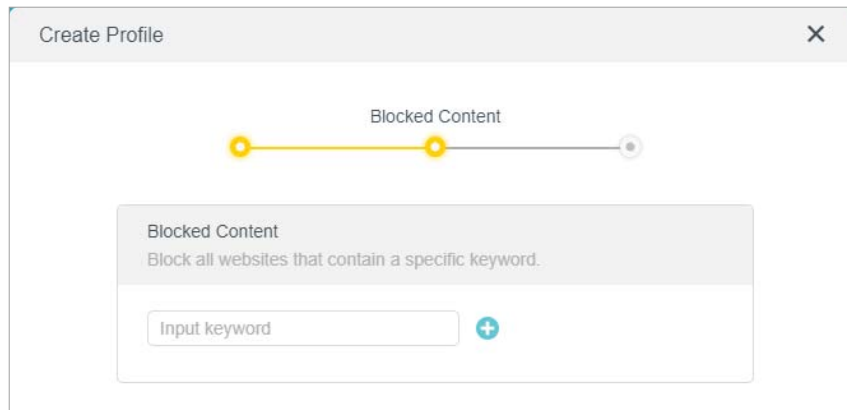 Create Profile
Blocked Content
Blocked Content
Block all websites that contain a specific keyword.
Input keyword